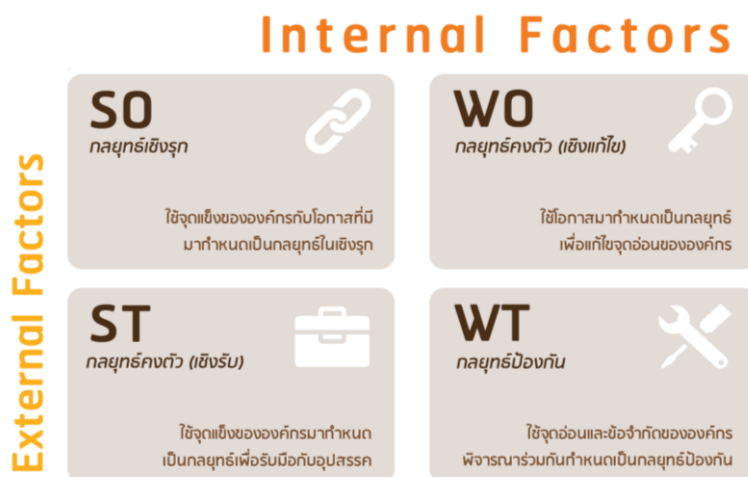 Internal Factors
External Factors
SO
กลยุทธ์เชิงรุก
ใช้จุดแข็งขององค์กรกับโอกาสที่มี
มากำหนดเป็นกลยุทธ์ในเชิงรุก
WO
กลยุทธ์คงตัว (เชิงแก้ไข)
ใช้โอกาสมากำหนดเป็นกลยุทธ์
เพื่อแก้ไขจุดอ่อนขององค์กร
ST
กลยุทธ์คงตัว (เชิงรับ)
ใช้จุดแข็งขององค์กรมากำหนด
เป็นกลยุทธ์เพื่อรับมือกับอุปสรรค
WT
กลยุทธ์ป้องกัน
ใช้จุดอ่อนและข้อจำกัดขององค์กร
พิจารณาร่วมกันกำหนดเป็นกลยุทธ์ป้องกัน